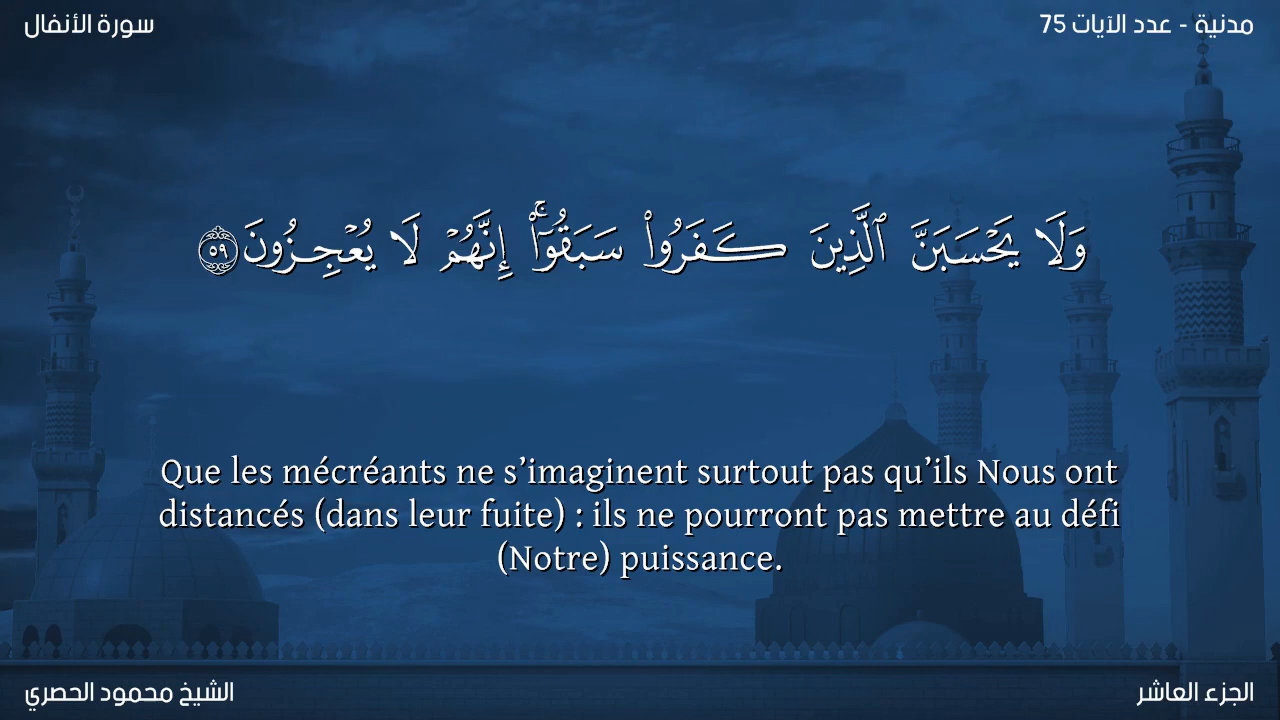 سورة الأنفال
مدنية - عدد الآيات 75
وَلَا يَحْسَبَنَّ ٱلَّذِينَ كَفَرُوا۟ سَبَقُوٓا۟ ۚ إِنَّهُمْ لَا يُعْجِزُونَ ٥٩
Que les mécréants ne s’imaginent surtout pas qu’ils Nous ont
distancés (dans leur fuite) : ils ne pourront pas mettre au défi
(Notre) puissance.
الشيخ محمود الحصري
الجزء العاشر